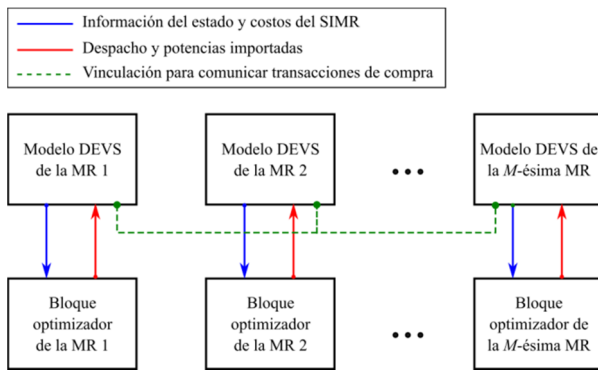 Información del estado y costos del SIMR
Despacho y potencias importadas
Vinculación para comunicar transacciones de compra
Modelo DEVS
de la MR 1
Modelo DEVS
de la MR 2
Modelo DEVS de
la M-ésima MR
Bloque
optimizador
de la MR 1
Bloque
optimizador
de la MR 2
Bloque
optimizador de
la M-ésima MR